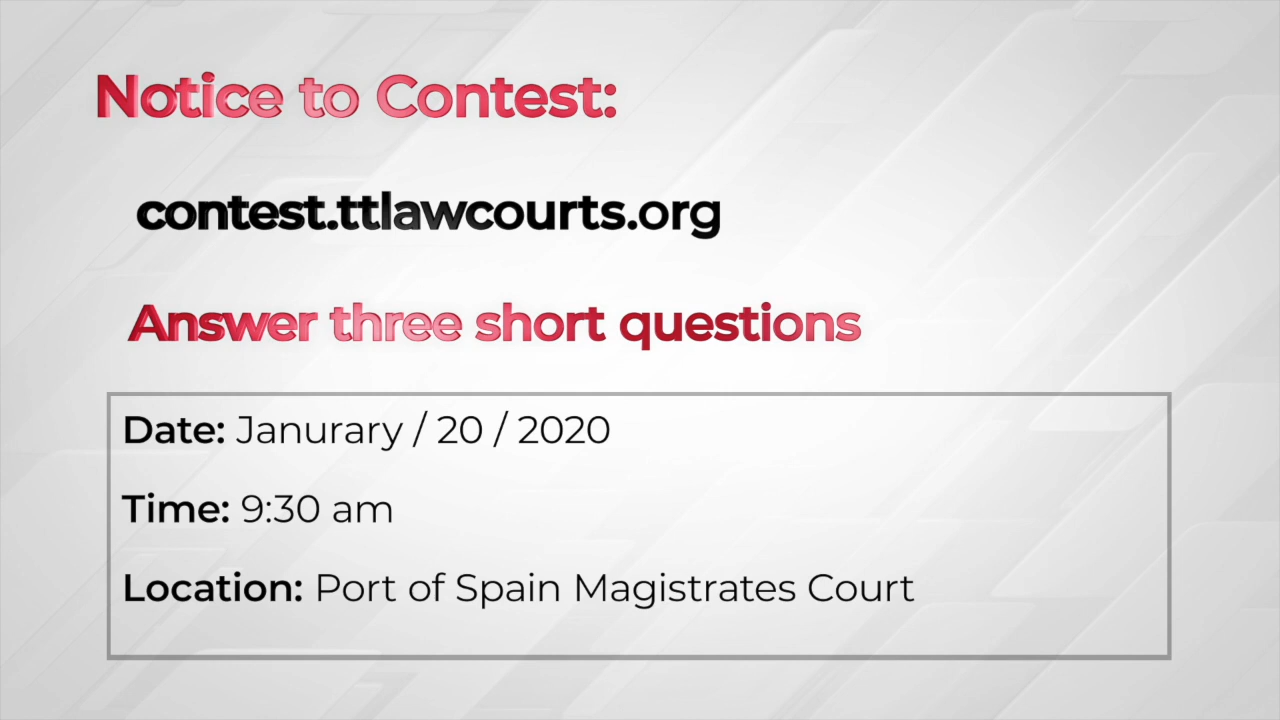 Notice to Contest:
contest.ttlawcourts.org
Answer three short questions
Date: Janurary / 20 / 2020
Time: 9:30 am
Location: Port of Spain Magistrates Court